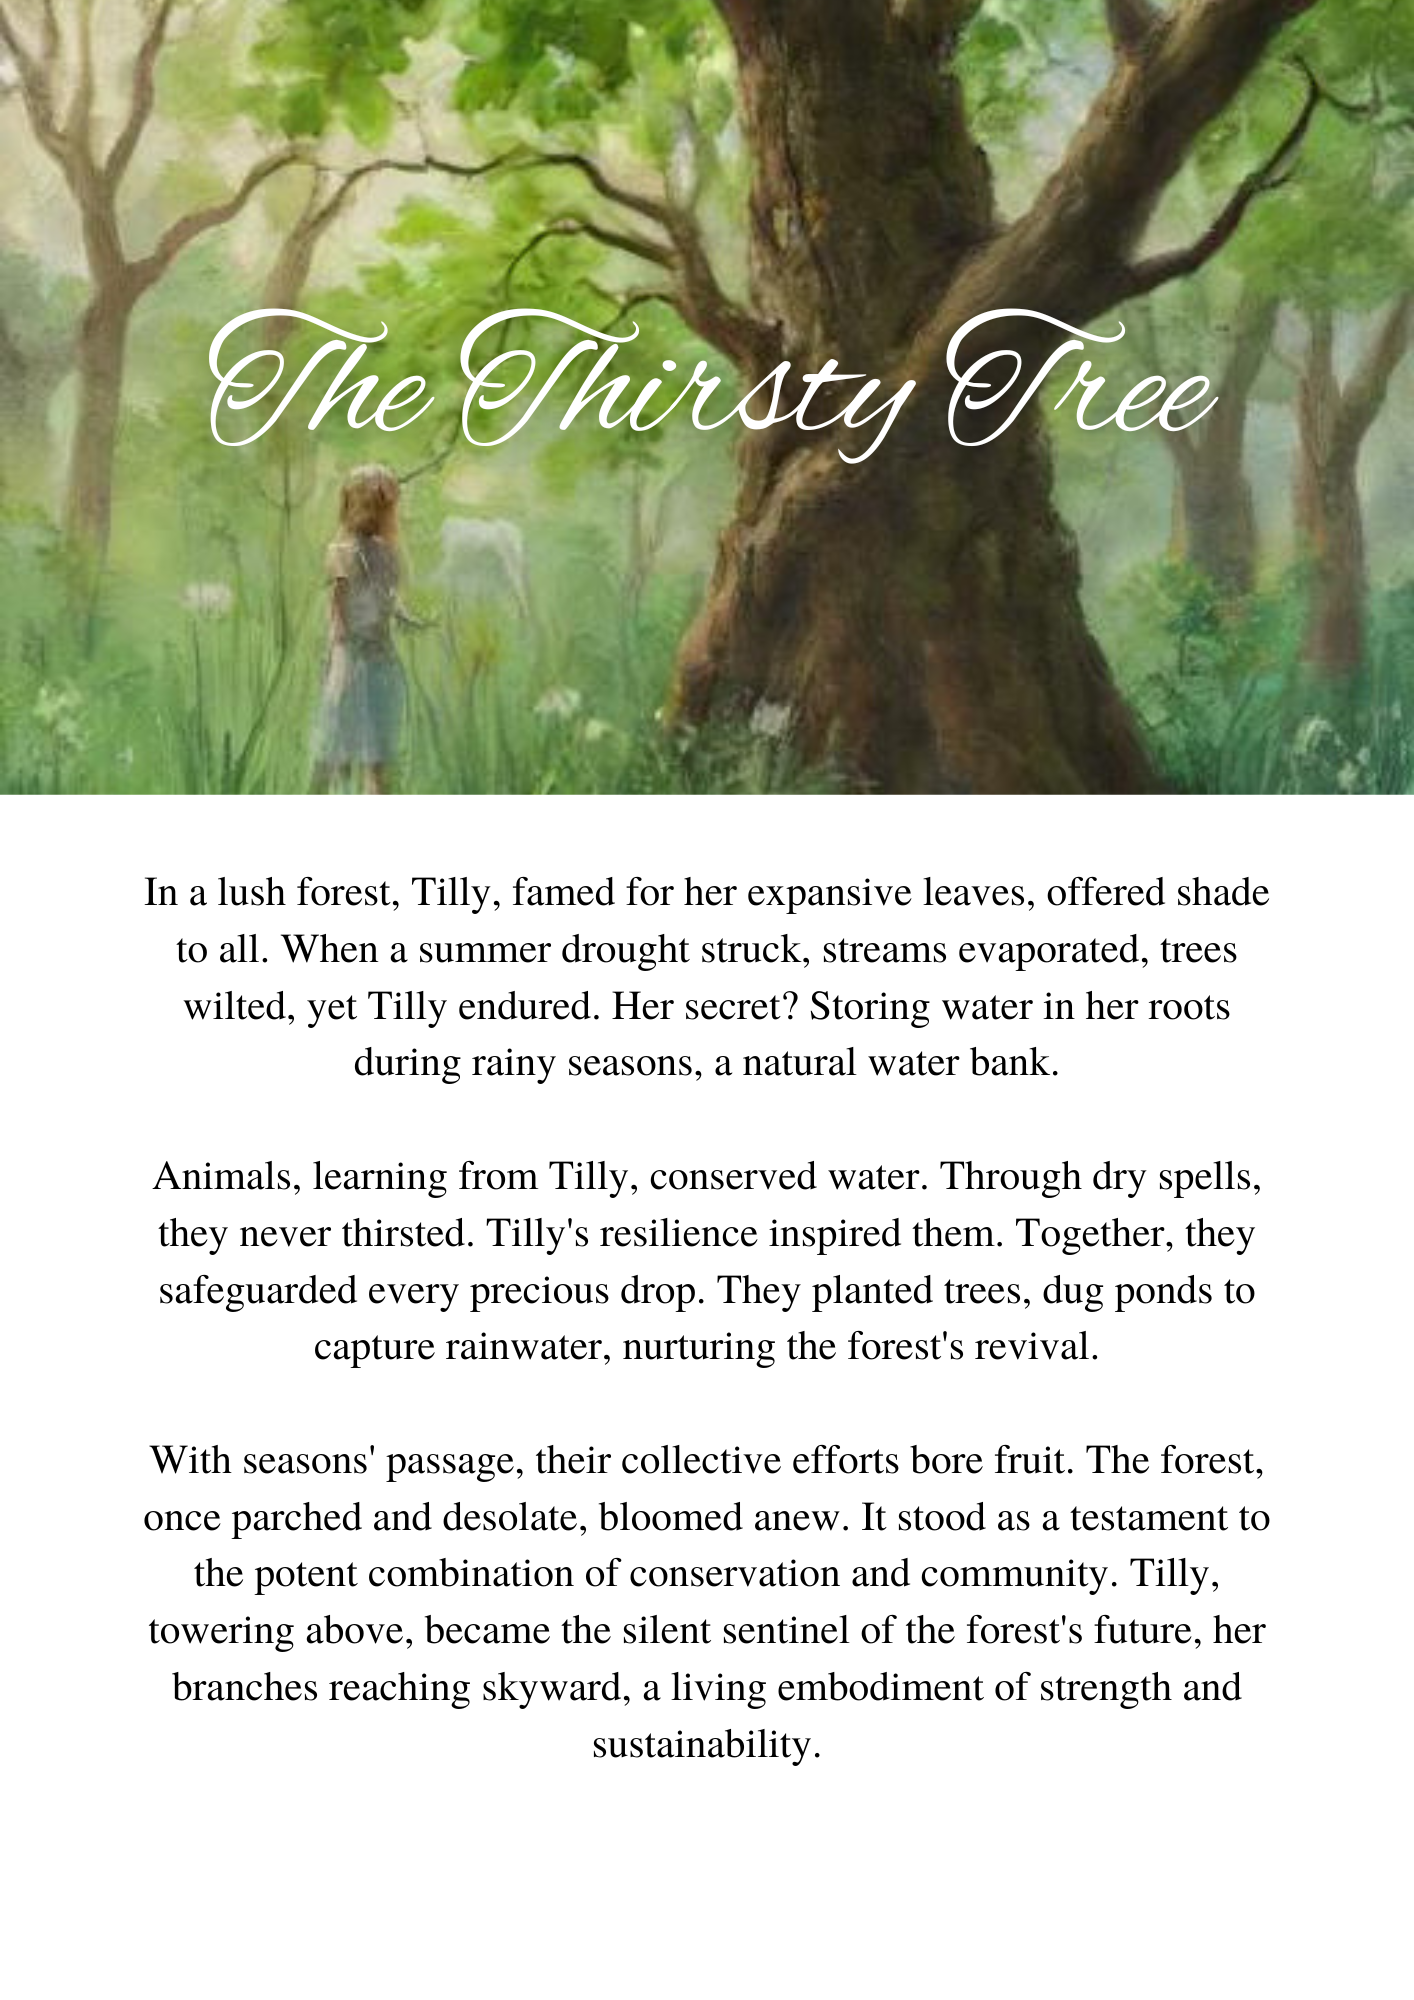 The Thirsty Tree
In a lush forest, Tilly, famed for her expansive leaves, offered shade
to all. When a summer drought struck, streams evaporated, trees
wilted, yet Tilly endured. Her secret? Storing water in her roots
during rainy seasons, a natural water bank.
Animals, learning from Tilly, conserved water. Through dry spells,
they never thirsted. Tilly's resilience inspired them. Together, they
safeguarded every precious drop. They planted trees, dug ponds to
capture rainwater, nurturing the forest's revival.
With seasons' passage, their collective efforts bore fruit. The forest,
once parched and desolate, bloomed anew. It stood as a testament to
the potent combination of conservation and community. Tilly,
towering above, became the silent sentinel of the forest's future, her
branches reaching skyward, a living embodiment of strength and
sustainability.